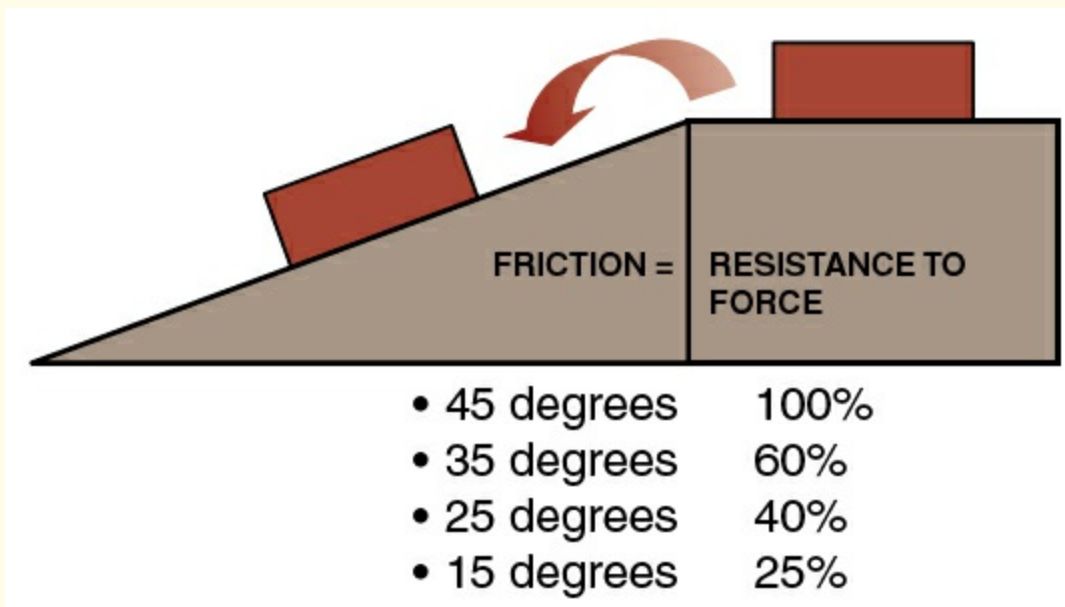 FRICTION = RESISTANCE TO
FORCE
• 45 degrees 100%
• 35 degrees 60%
• 25 degrees 40%
• 15 degrees 25%